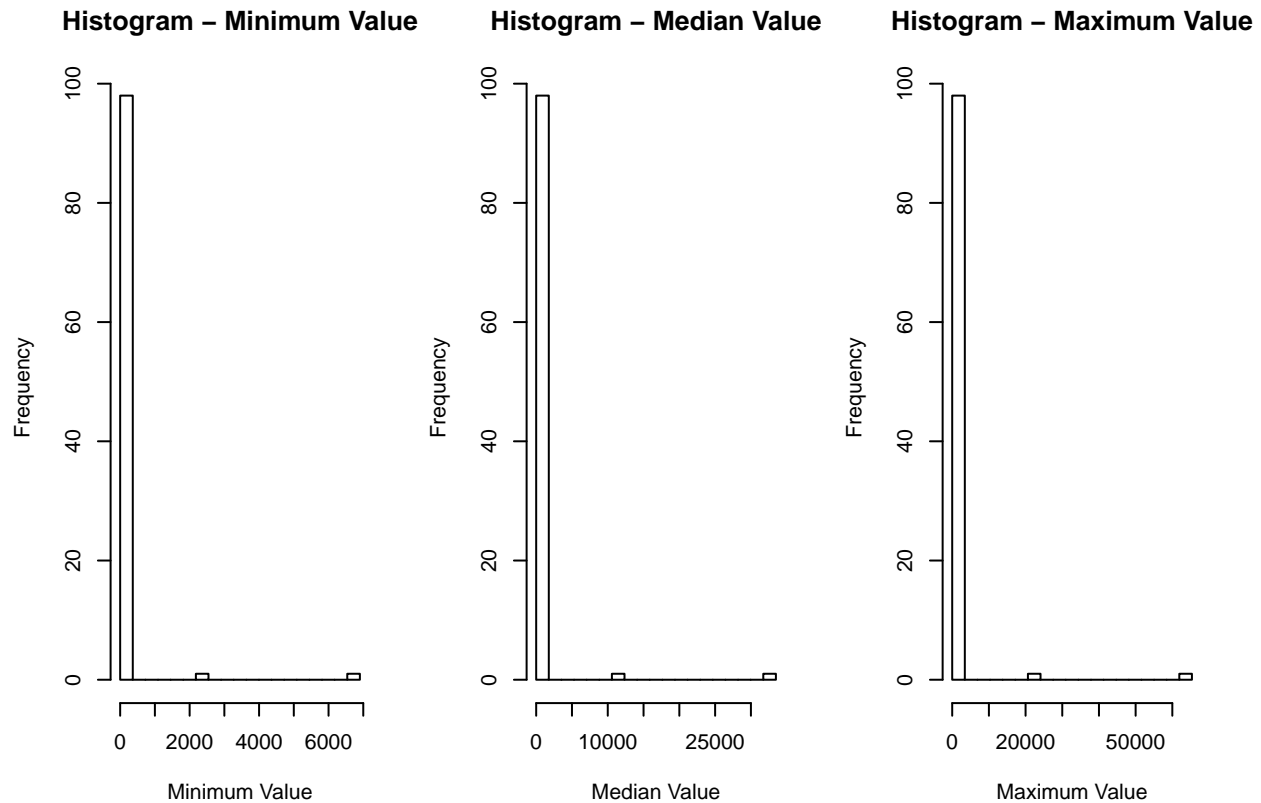 Histogram – Minimum Value
Frequency
100
80
60
40
20
0
0 2000 4000 6000
Minimum Value
Histogram – Median Value
Frequency
100
80
60
40
20
0
0 10000 25000
Median Value
Histogram – Maximum Value
Frequency
100
80
60
40
20
0
0 20000 50000
Maximum Value